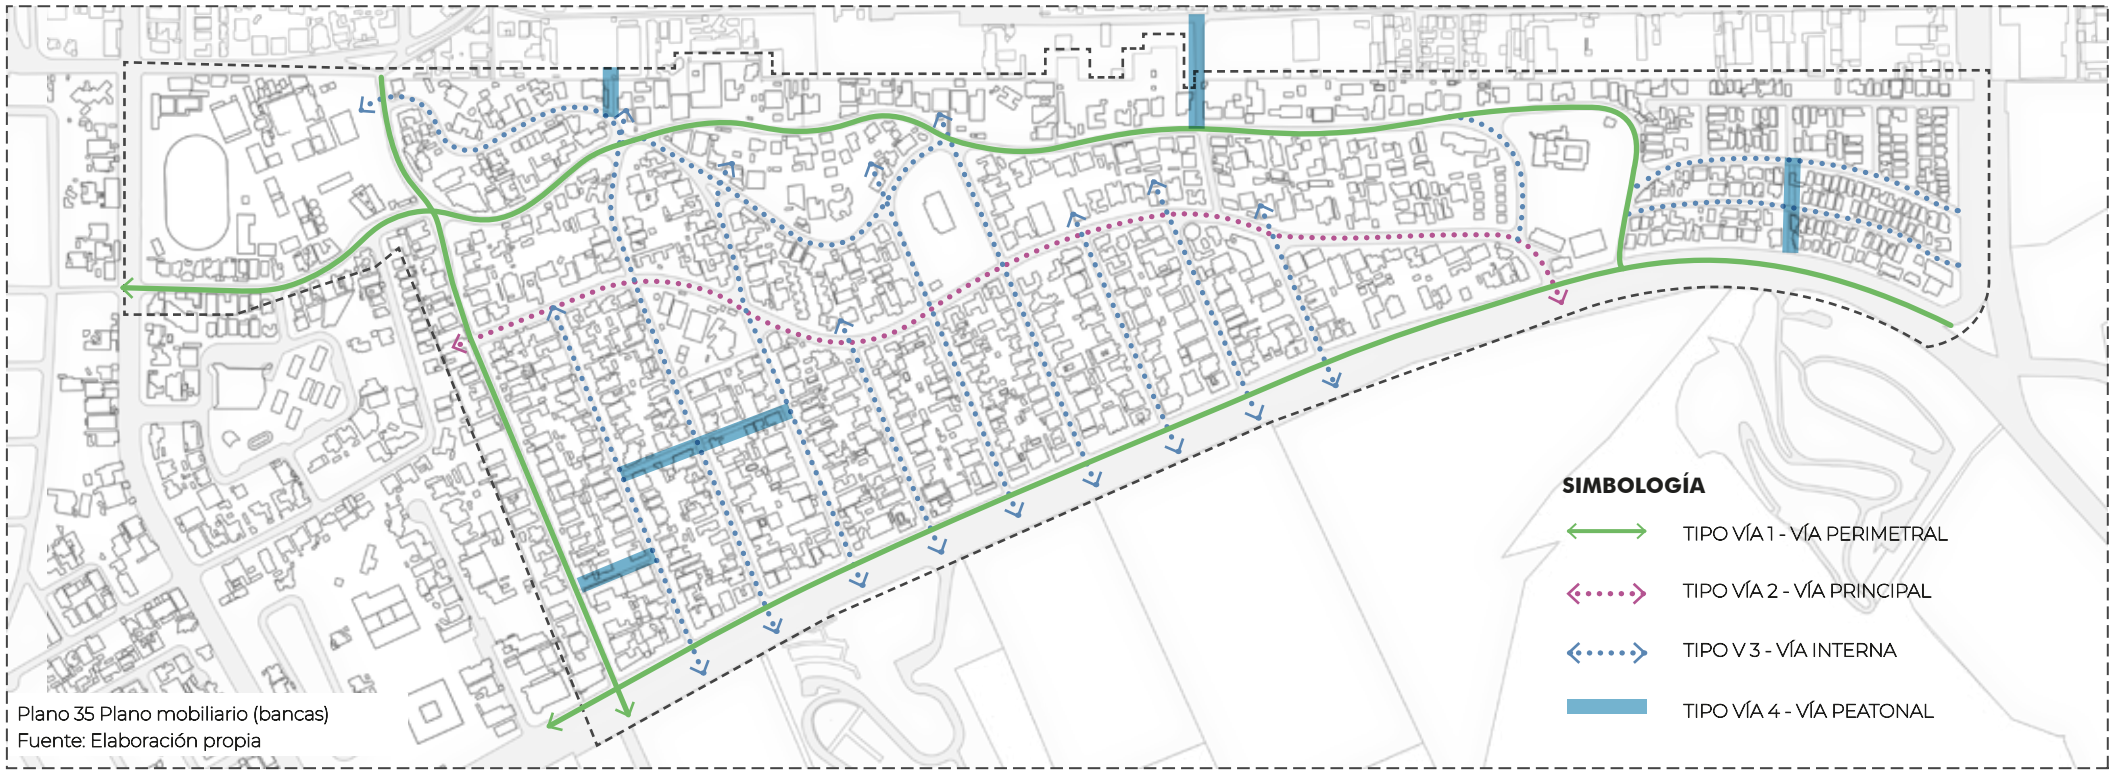 SIMBOLOGÍA
TIPO VÍA 1 - VÍA PERIMETRAL
TIPO VÍA 2 - VÍA PRINCIPAL
TIPO V 3 - VÍA INTERNA
TIPO VÍA 4 - VÍA PEATONAL
Plano 35 Plano mobiliario (bancas)
Fuente: Elaboración propia